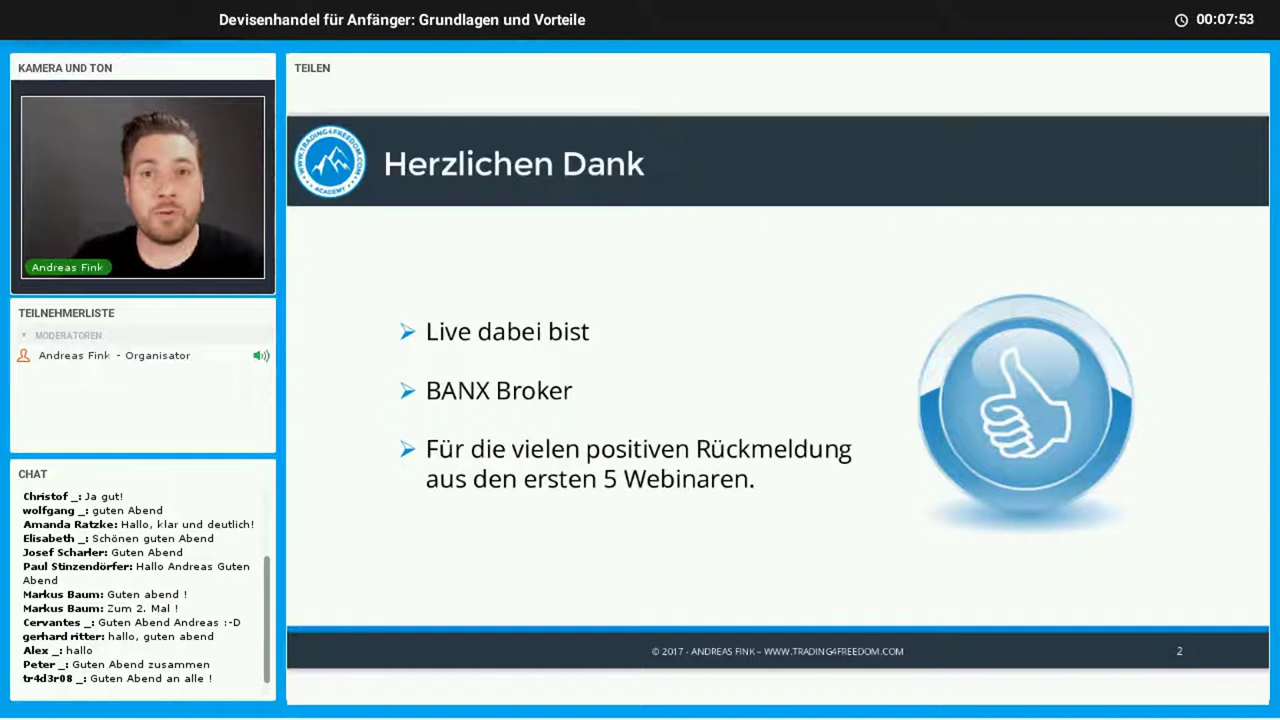 Devisenhandel für Anfänger: Grundlagen und Vorteile
00:07:53
KAMERA UND TON
Andreas Fink
TEILNEHMERLISTE
MODERATOREN
Andreas Fink - Organisator
CHAT
Christof _: Ja gut!
wolfgang _: guten Abend
Amanda Ratzke: Hallo, klar und deutlich!
Elisabeth _: Schönen guten Abend
Josef Scharler: Guten Abend
Paul Stinzendörfer: Hallo Andreas Guten
Abend
Markus Baum: Guten abend !
Markus Baum: Zum 2. Mal !
Cervantes _: Guten Abend Andreas :-D
gerhard ritter: hallo, guten abend
Alex _: hallo
Peter _: Guten Abend zusammen
tr4d3r08 _: Guten Abend an alle !
TEILEN
WWW.TRADING4FREEDOM.COM
ACADEMY
Herzlichen Dank
Live dabei bist
BANX Broker
Für die vielen positiven Rückmeldung
aus den ersten 5 Webinaren.
© 2017 - ANDREAS FINK – WWW.TRADING4FREEDOM.COM
2